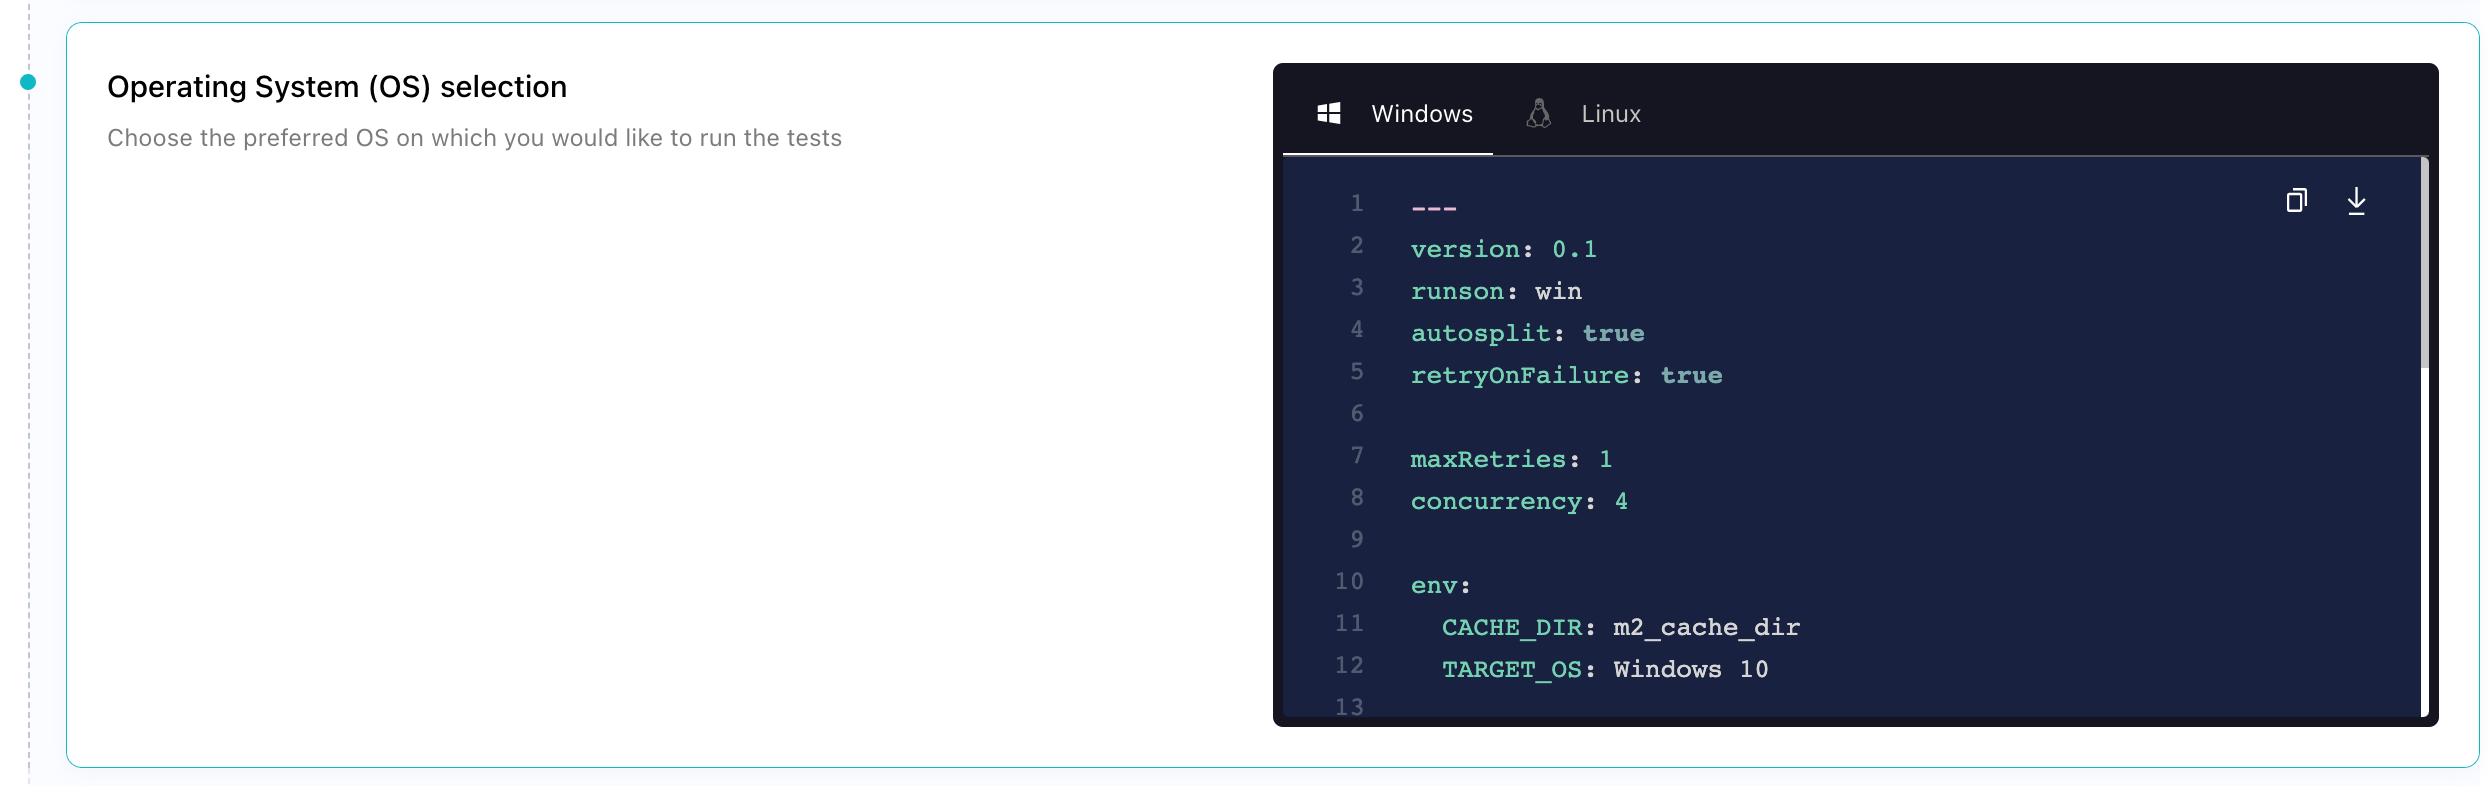 Operating System (OS) selection
Choose the preferred OS on which you would like to run the tests
Windows Linux
1 ---
2 version: 0.1
3 runson: win
4 autosplit: true
5 retryOnFailure: true
6
7 maxRetries: 1
8 concurrency: 4
9
10 env:
11 CACHE_DIR: m2_cache_dir
12 TARGET_OS: Windows 10
13